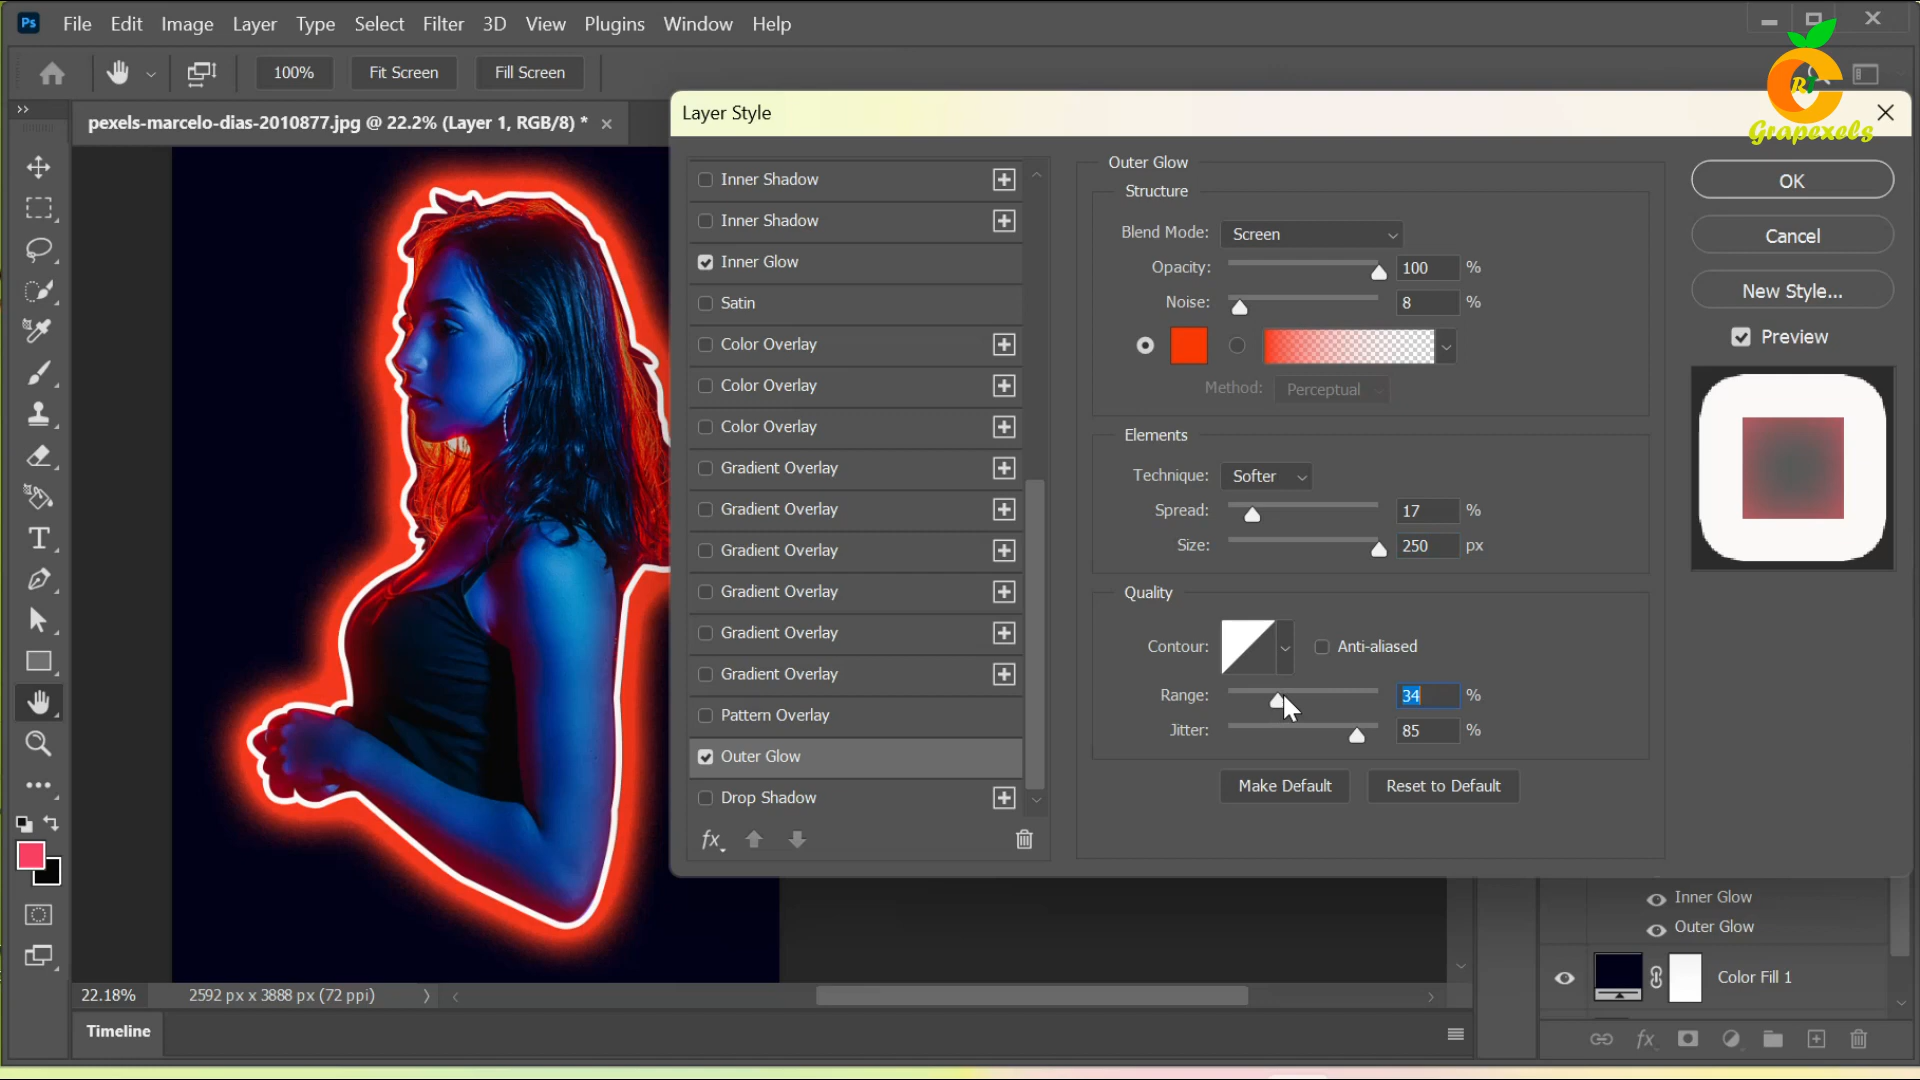 Ps File Edit Image Layer Type Select Filter 3D View Plugins Window Help
100% Fit Screen Fill Screen
pexels-marcelo-dias-2010877.jpg @ 22.2% (Layer 1, RGB/8) *
Layer Style
Grapexels
Inner Shadow
Inner Shadow
Inner Glow
Satin
Color Overlay
Color Overlay
Color Overlay
Gradient Overlay
Gradient Overlay
Gradient Overlay
Gradient Overlay
Gradient Overlay
Gradient Overlay
Pattern Overlay
Outer Glow
Drop Shadow
fx
Outer Glow
Structure
Blend Mode: Screen
Opacity: 100 %
Noise: 8 %
Method: Perceptual
Elements
Technique: Softer
Spread: 17 %
Size: 250 px
Quality
Contour: Anti-aliased
Range: 34 %
Jitter: 85 %
Make Default Reset to Default
OK
Cancel
New Style...
Preview
Inner Glow
Outer Glow
Color Fill 1
fx
22.18% 2592 px x 3888 px (72 ppi)
Timeline